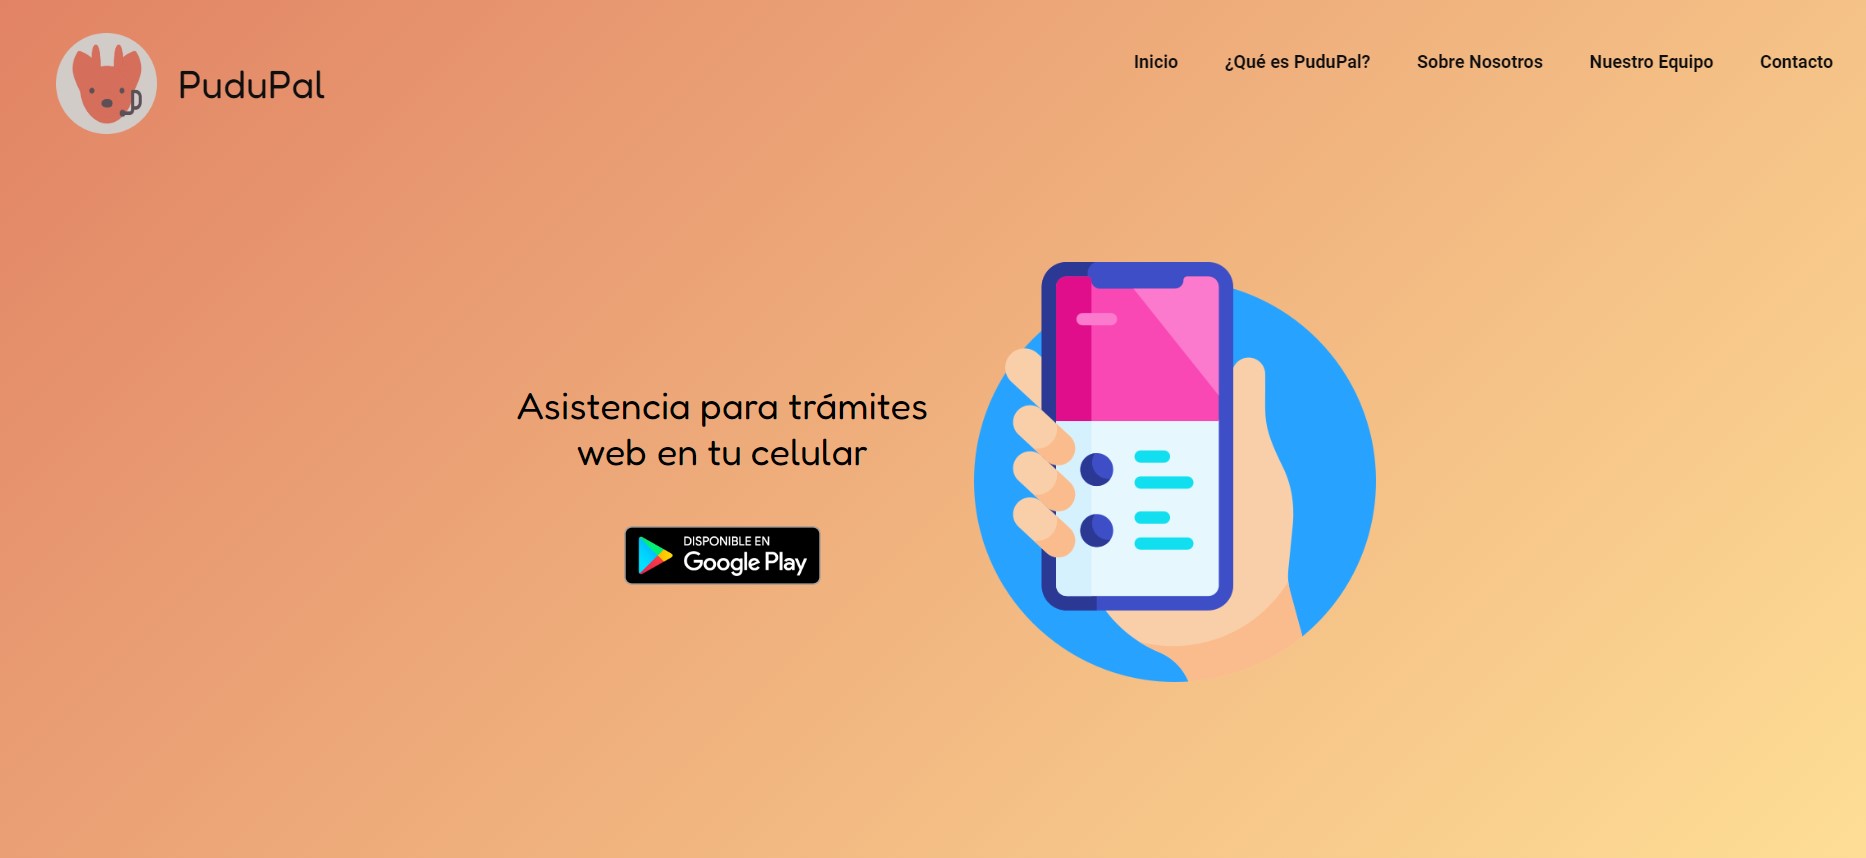 PuduPal
Inicio ¿Qué es PuduPal? Sobre Nosotros Nuestro Equipo Contacto
Asistencia para trámites
web en tu celular
DISPONIBLE EN
Google Play